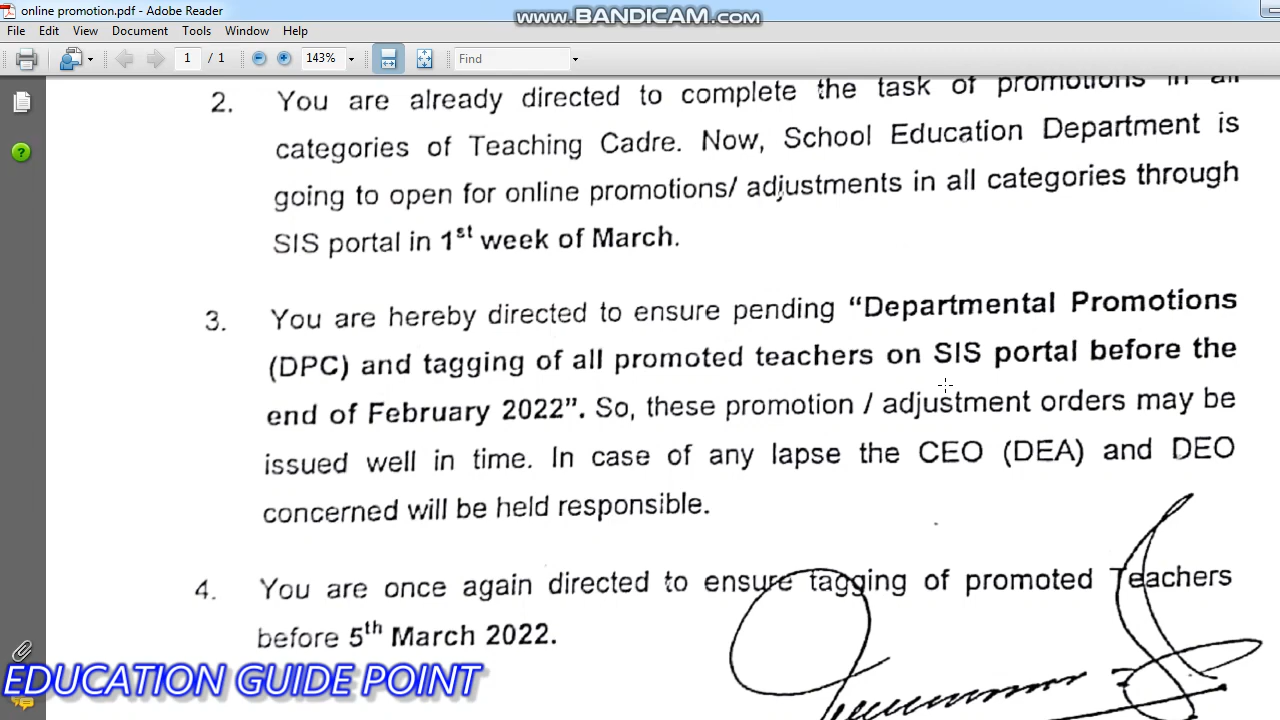 online promotion.pdf - Adobe Reader
www.BANDICAM.com
File Edit View Document Tools Window Help
1 / 1 143% Find
2. You are already directed to complete the task of promotions in all
categories of Teaching Cadre. Now, School Education Department is
going to open for online promotions/ adjustments in all categories through
SIS portal in 1st week of March.
3. You are hereby directed to ensure pending “Departmental Promotions
(DPC) and tagging of all promoted teachers on SIS portal before the
end of February 2022”. So, these promotion / adjustment orders may be
issued well in time. In case of any lapse the CEO (DEA) and DEO
concerned will be held responsible.
4. You are once again directed to ensure tagging of promoted Teachers
before 5th March 2022.
EDUCATION GUIDE POINT